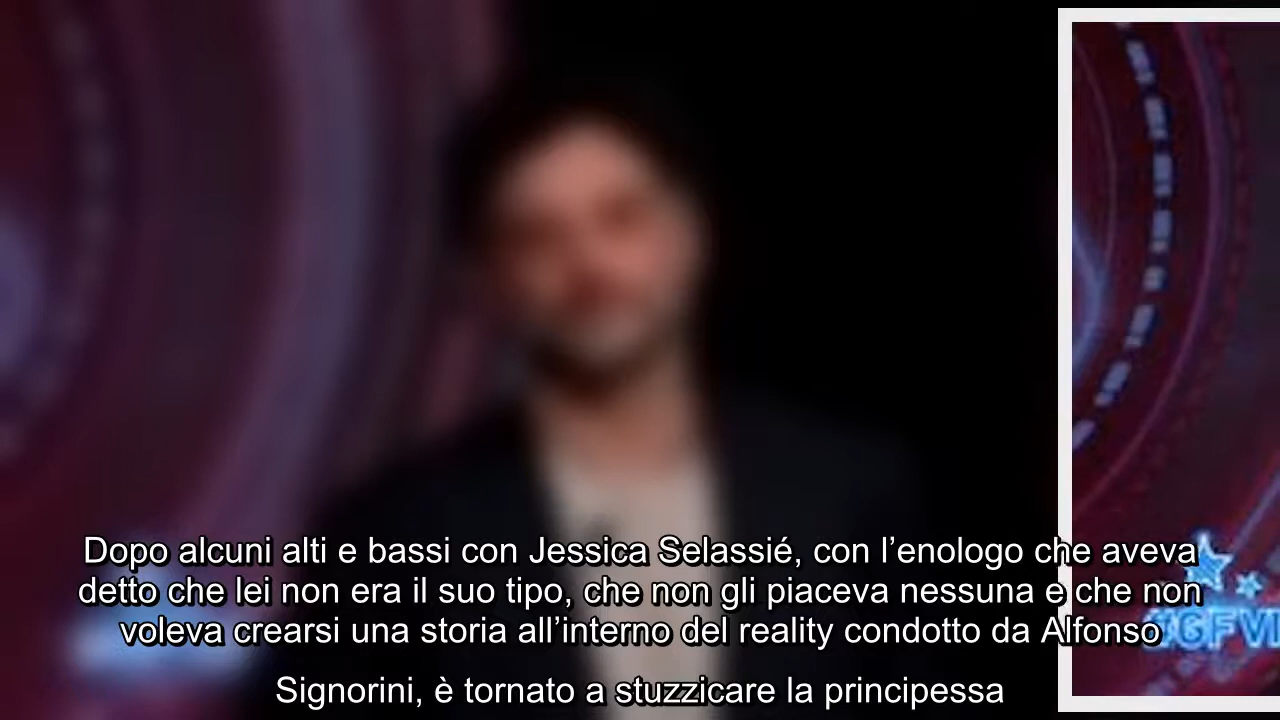 Dopo alcuni alti e bassi con Jessica Selassié, con l’enologo che aveva
detto che lei non era il suo tipo, che non gli piaceva nessuna e che non
voleva crearsi una storia all’interno del reality condotto da Alfonso
Signorini, è tornato a stuzzicare la principessa